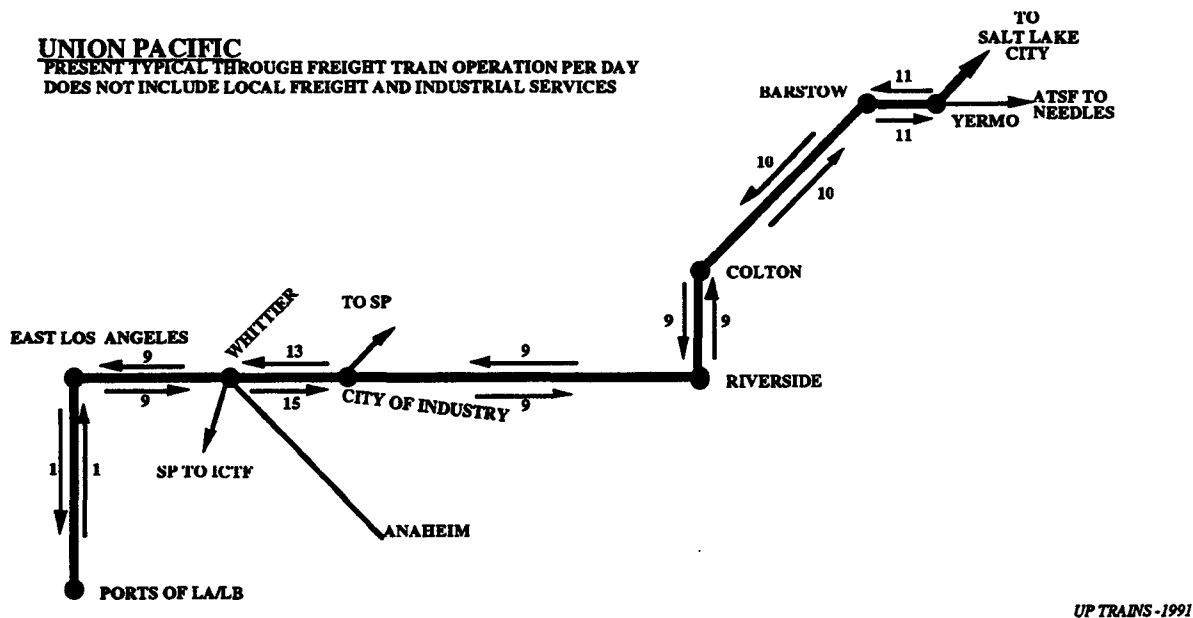 UNION PACIFIC
PRESENT TYPICAL THROUGH FREIGHT TRAIN OPERATION PER DAY
DOES NOT INCLUDE LOCAL FREIGHT AND INDUSTRIAL SERVICES
TO
SALT LAKE
CITY
11
BARSTOW
ATSF TO
NEEDLES
YERMO
11
10
10
COLTON
WHITTIER
TO SP
9
9
EAST LOS ANGELES
9
13
9
RIVERSIDE
9
15
CITY OF INDUSTRY
9
1
1
SP TO ICTF
ANAHEIM
PORTS OF LA/LB
UP TRAINS -1991